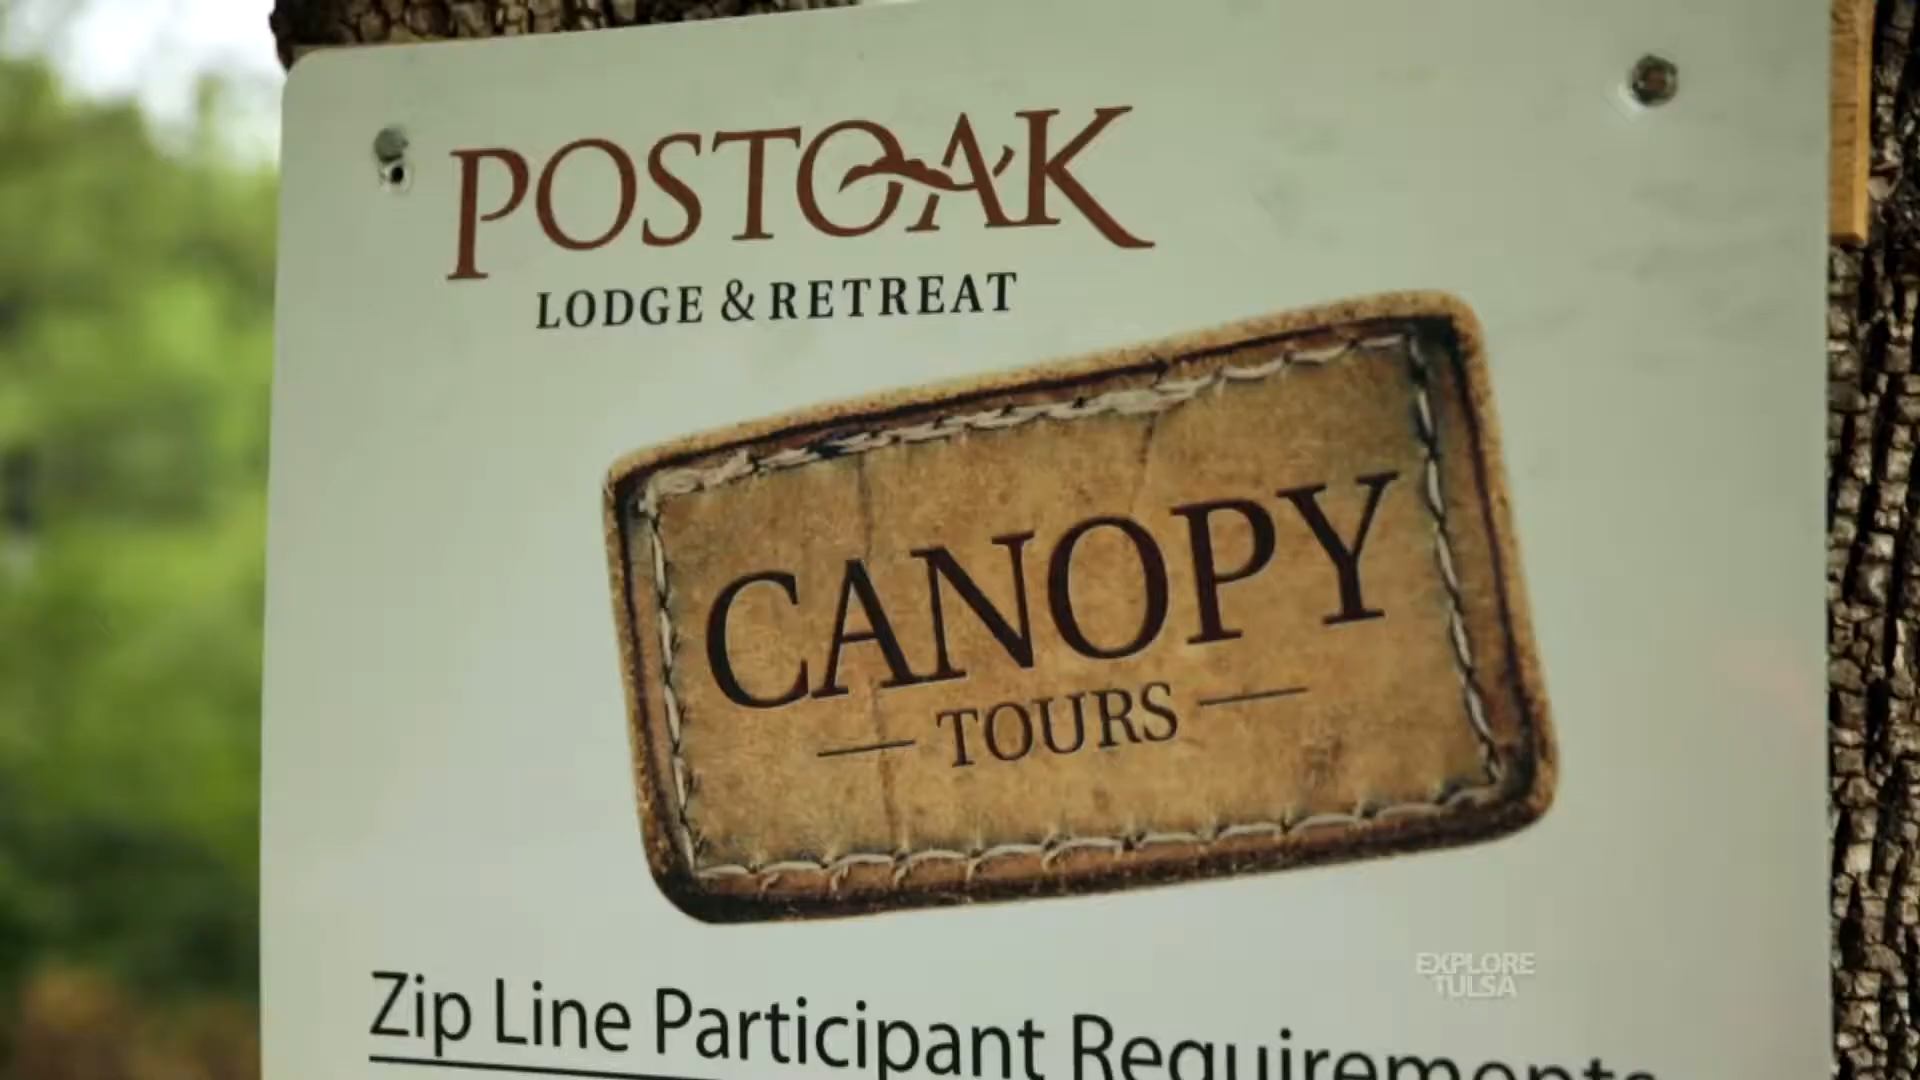 POSTOAK
LODGE & RETREAT
CANOPY
TOURS
EXPLORE
TULSA
Zip Line Participant Requirements